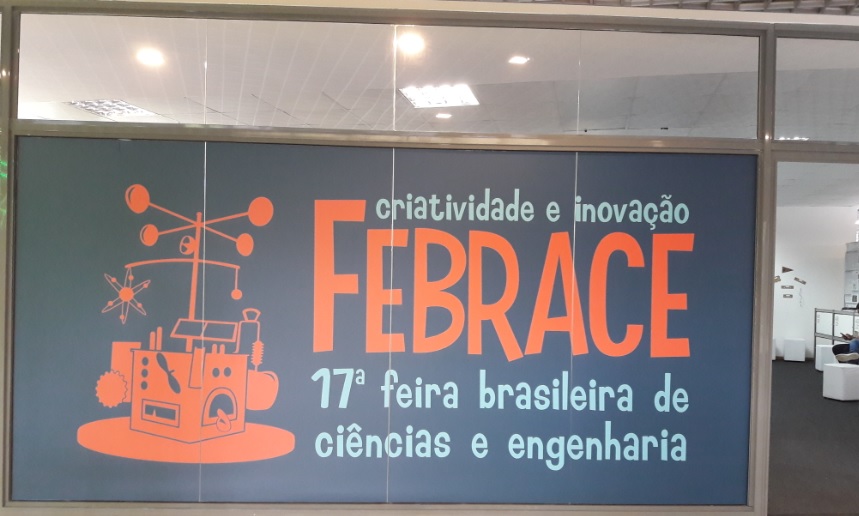 criatividade e inovação
FEBRACE
17ª feira brasileira de
ciências e engenharia